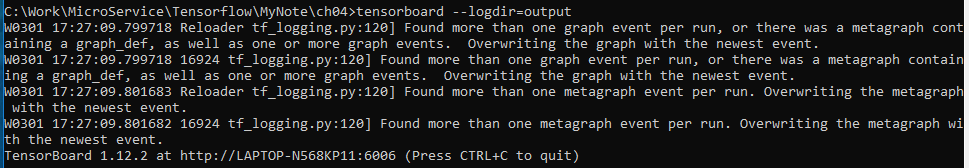 C:\Work\MicroService\Tensorflow\MyNote\ch04>tensorboard --logdir=output
W0301 17:27:09.799718 Reloader tf_logging.py:120] Found more than one graph event per run, or there was a metagraph cont
aining a graph_def, as well as one or more graph events.  Overwriting the graph with the newest event.
W0301 17:27:09.799718 16924 tf_logging.py:120] Found more than one graph event per run, or there was a metagraph contain
ing a graph_def, as well as one or more graph events.  Overwriting the graph with the newest event.
W0301 17:27:09.801683 Reloader tf_logging.py:120] Found more than one metagraph event per run. Overwriting the metagraph
 with the newest event.
W0301 17:27:09.801682 16924 tf_logging.py:120] Found more than one metagraph event per run. Overwriting the metagraph wi
th the newest event.
TensorBoard 1.12.2 at http://LAPTOP-N568KP11:6006 (Press CTRL+C to quit)